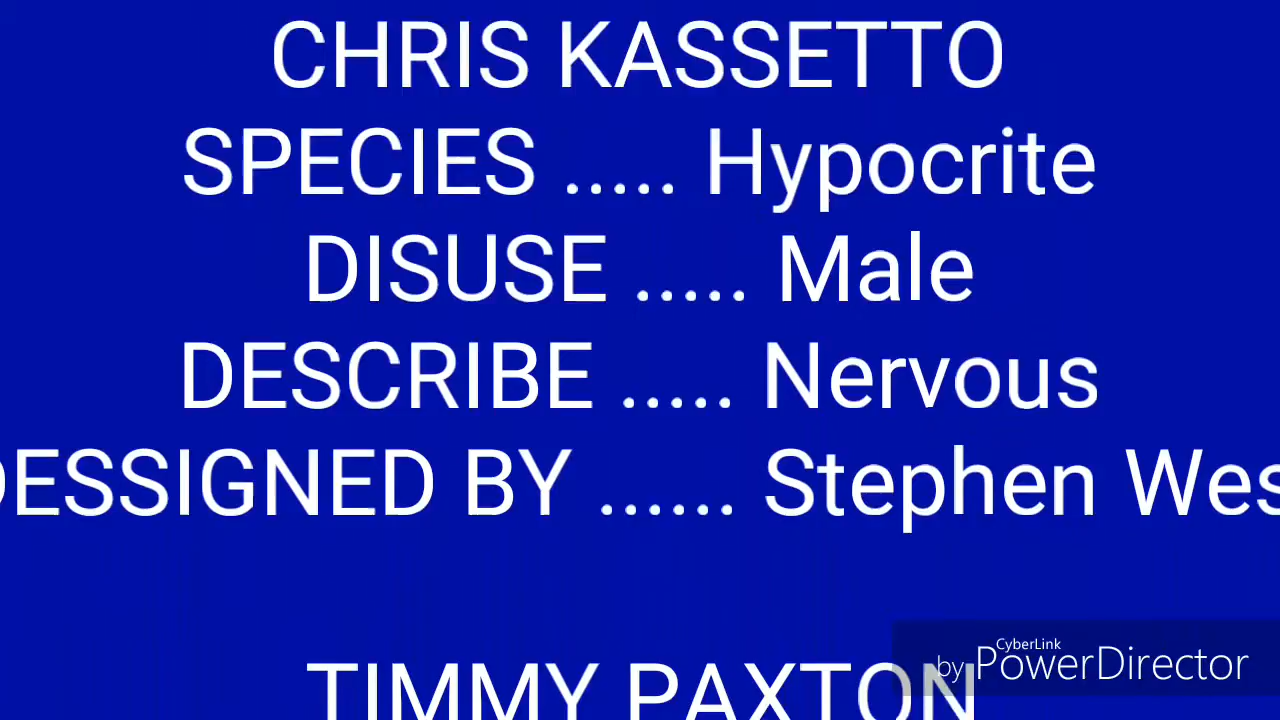 CHRIS KASSETTO
SPECIES ..... Hypocrite
DISUSE ..... Male
DESCRIBE ..... Nervous
DESSIGNED BY ...... Stephen Wes
TIMMY PAXTON
CyberLink
by PowerDirector